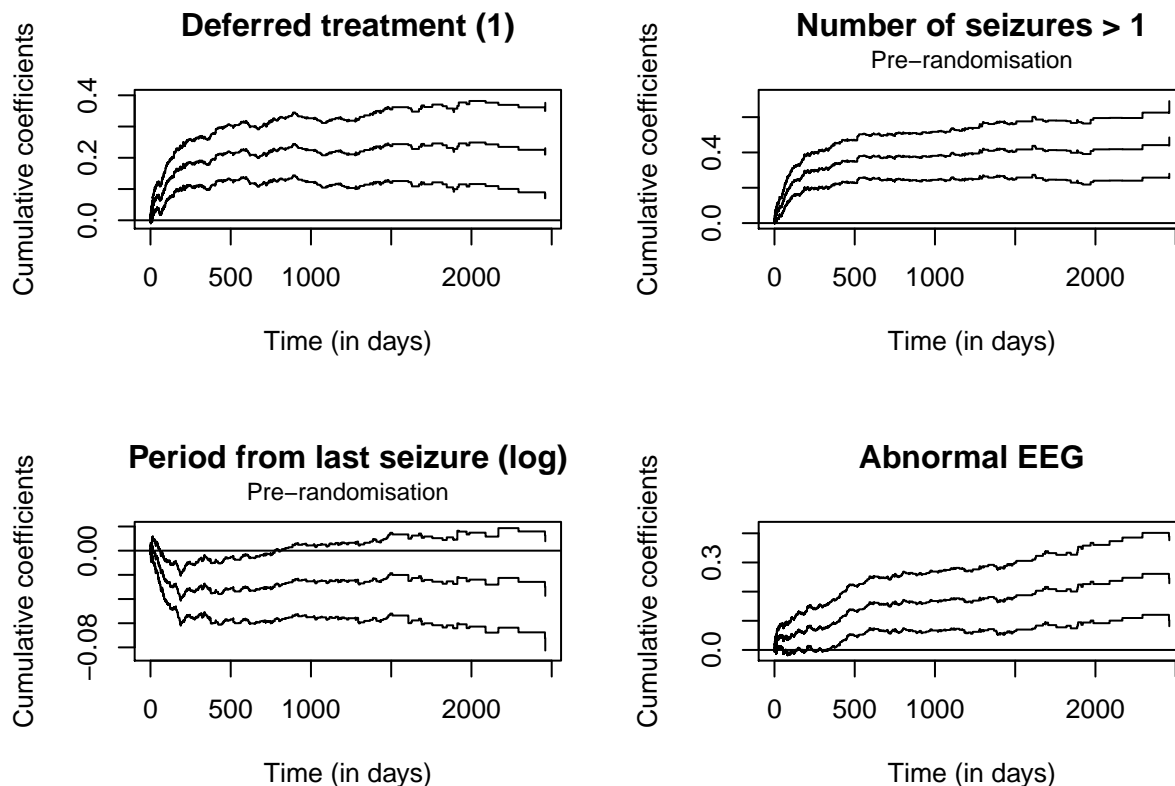 Deferred treatment (1)
Cumulative coefficients
0.0
0.2
0.4
0
500
1000
2000
Time (in days)
Number of seizures > 1
Pre−randomisation
Cumulative coefficients
0.0
0.4
0
500
1000
2000
Time (in days)
Period from last seizure (log)
Pre−randomisation
Cumulative coefficients
−0.08
0.00
0
500
1000
2000
Time (in days)
Abnormal EEG
Cumulative coefficients
0.0
0.3
0
500
1000
2000
Time (in days)